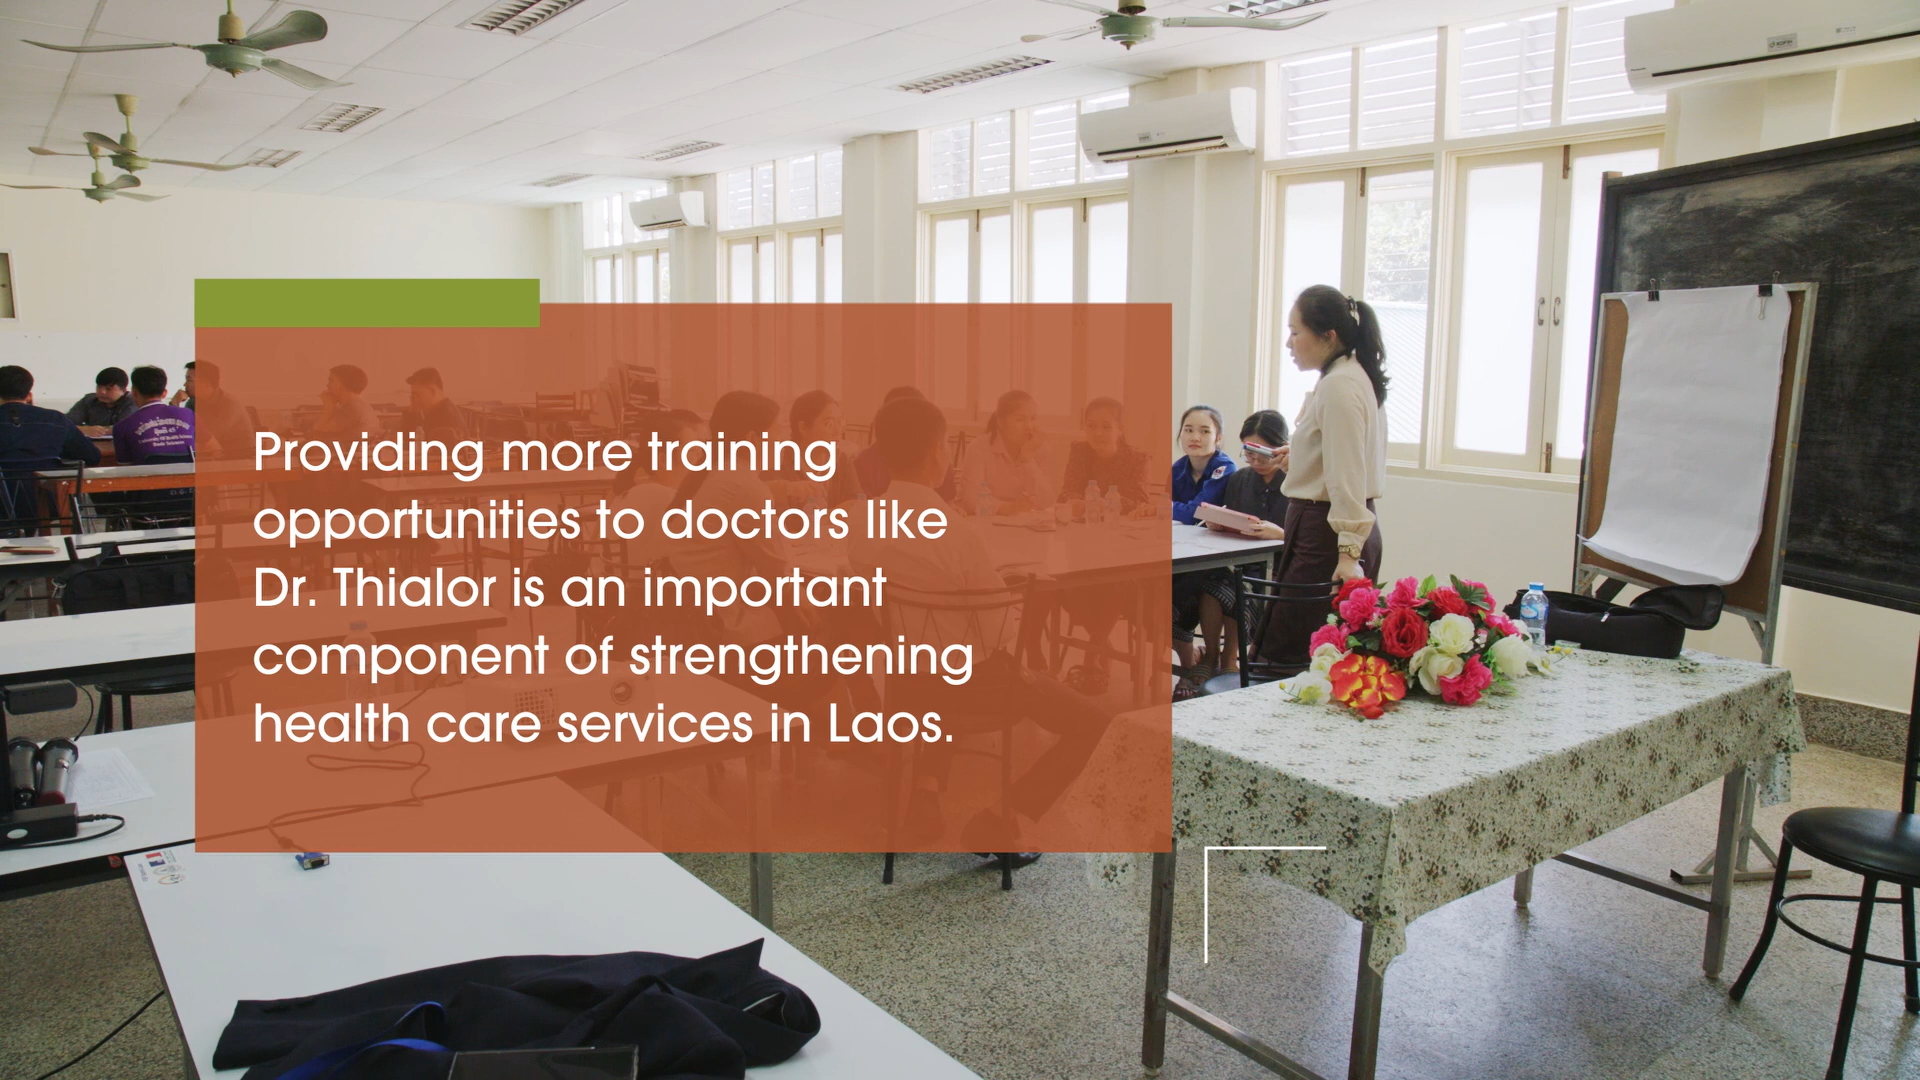 Providing more training
opportunities to doctors like
Dr. Thialor is an important
component of strengthening
health care services in Laos.